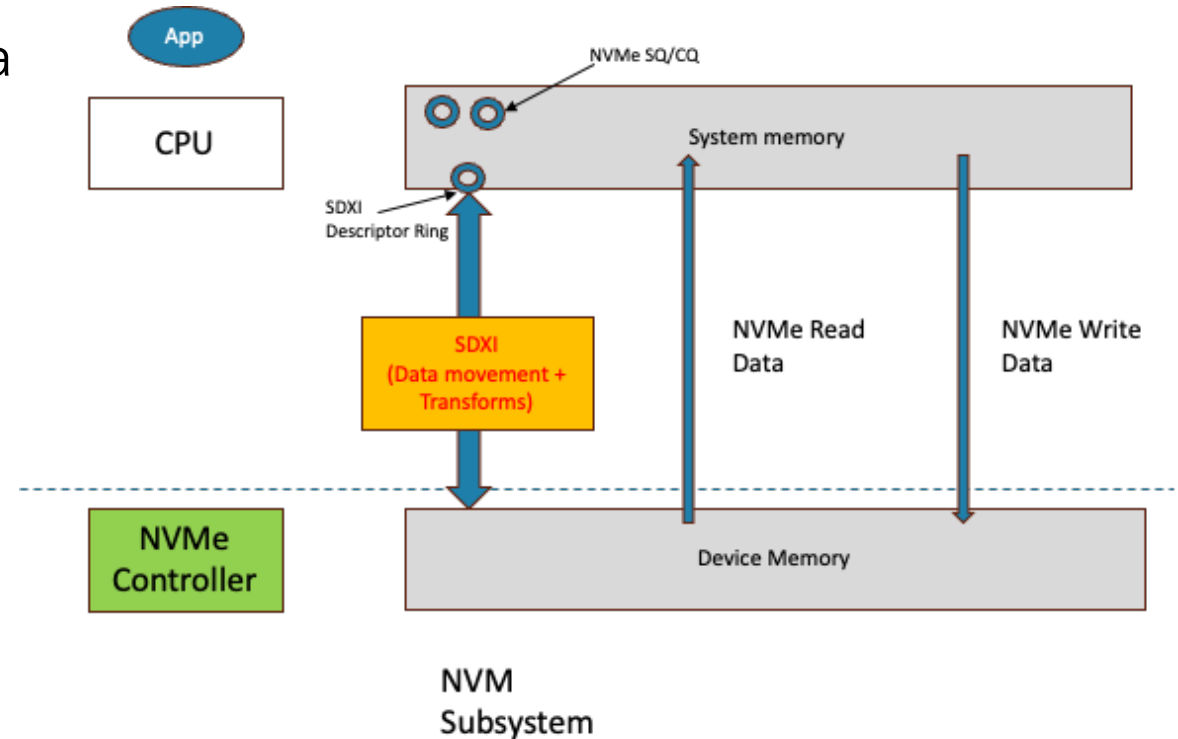 a
App
NVMe SQ/CQ
CPU
System memory
SDXI
Descriptor Ring
SDXI
(Data movement +
Transforms)
NVMe Read
Data
NVMe Write
Data
NVMe
Controller
Device Memory
NVM
Subsystem